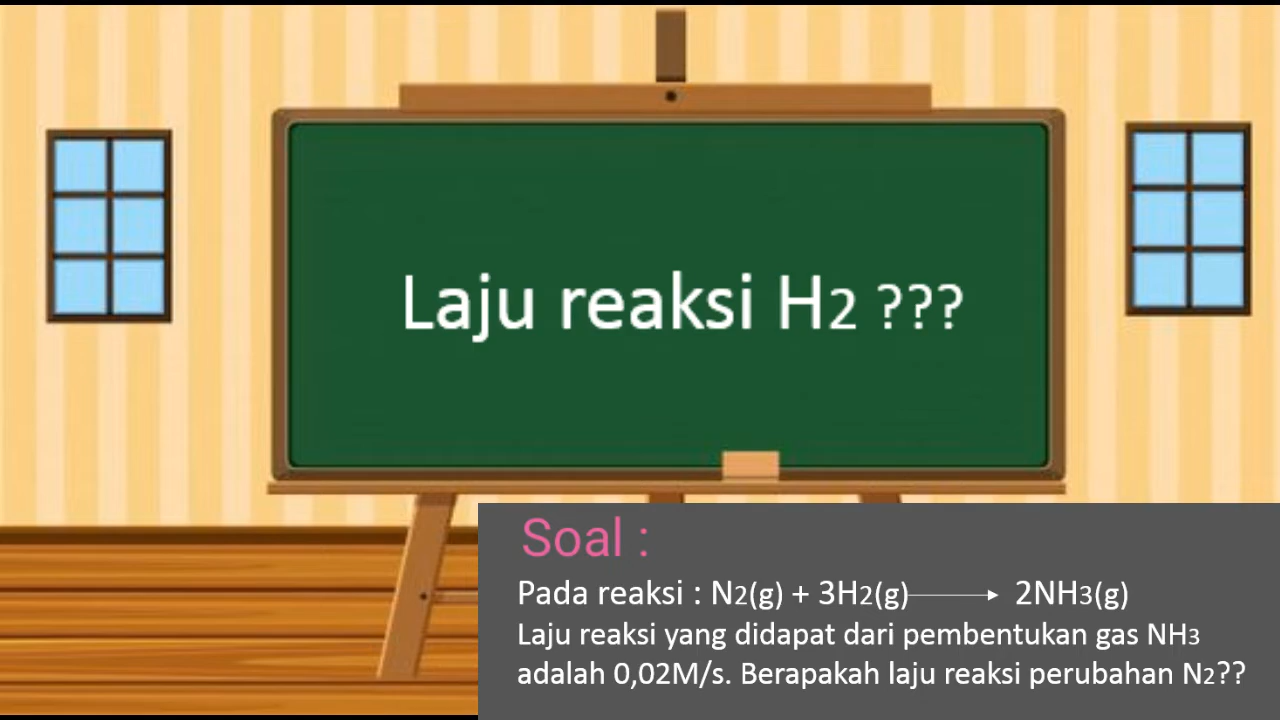 Laju reaksi H2 ???
Soal :
Pada reaksi : N2(g) + 3H2(g)⟶ 2NH3(g)
Laju reaksi yang didapat dari pembentukan gas NH3
adalah 0,02M/s. Berapakah laju reaksi perubahan N2??